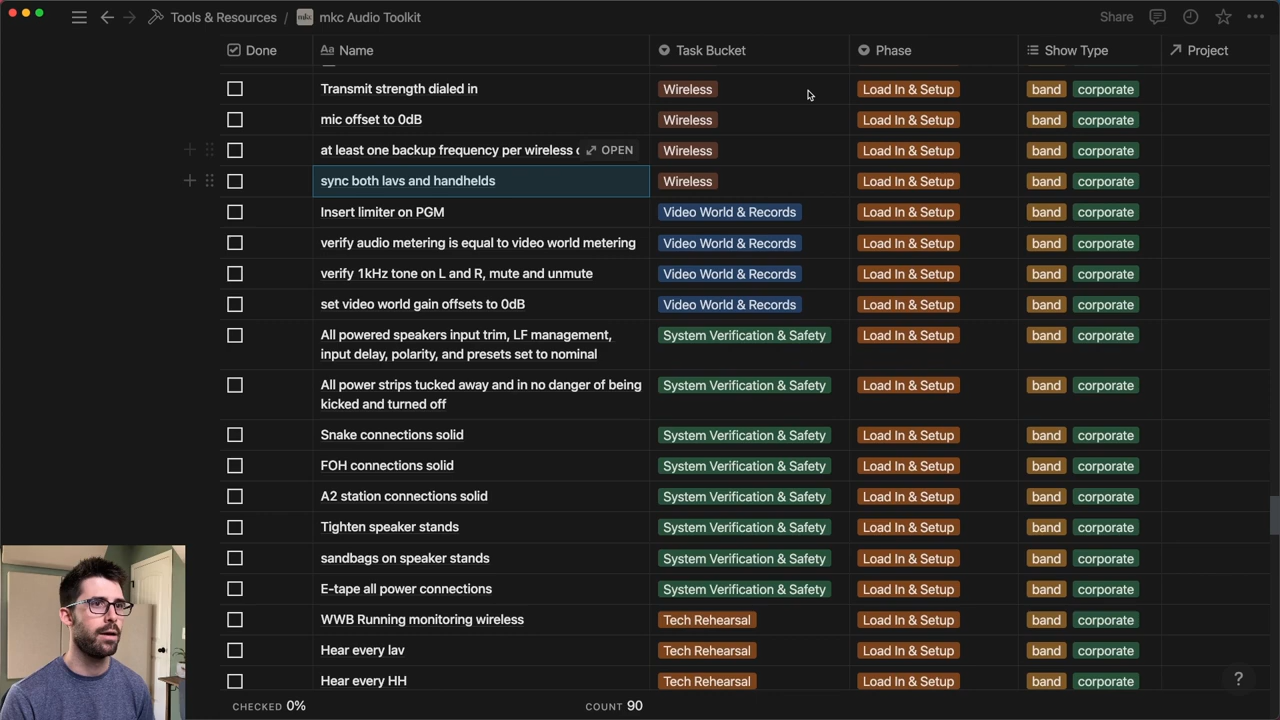 Tools & Resources / mkc mkc Audio Toolkit Share
Done Aa Name Task Bucket Phase Show Type Project
Transmit strength dialed in Wireless Load In & Setup band corporate
mic offset to 0dB Wireless Load In & Setup band corporate
at least one backup frequency per wireless OPEN Wireless Load In & Setup band corporate
sync both lavs and handhelds Wireless Load In & Setup band corporate
Insert limiter on PGM Video World & Records Load In & Setup band corporate
verify audio metering is equal to video world metering Video World & Records Load In & Setup band corporate
verify 1kHz tone on L and R, mute and unmute Video World & Records Load In & Setup band corporate
set video world gain offsets to 0dB Video World & Records Load In & Setup band corporate
All powered speakers input trim, LF management, System Verification & Safety Load In & Setup band corporate
input delay, polarity, and presets set to nominal
All power strips tucked away and in no danger of being System Verification & Safety Load In & Setup band corporate
kicked and turned off
Snake connections solid System Verification & Safety Load In & Setup band corporate
FOH connections solid System Verification & Safety Load In & Setup band corporate
A2 station connections solid System Verification & Safety Load In & Setup band corporate
Tighten speaker stands System Verification & Safety Load In & Setup band corporate
sandbags on speaker stands System Verification & Safety Load In & Setup band corporate
E-tape all power connections System Verification & Safety Load In & Setup band corporate
WWB Running monitoring wireless Tech Rehearsal Load In & Setup band corporate
Hear every lav Tech Rehearsal Load In & Setup band corporate
Hear every HH Tech Rehearsal Load In & Setup band corporate
CHECKED 0% COUNT 90 ?